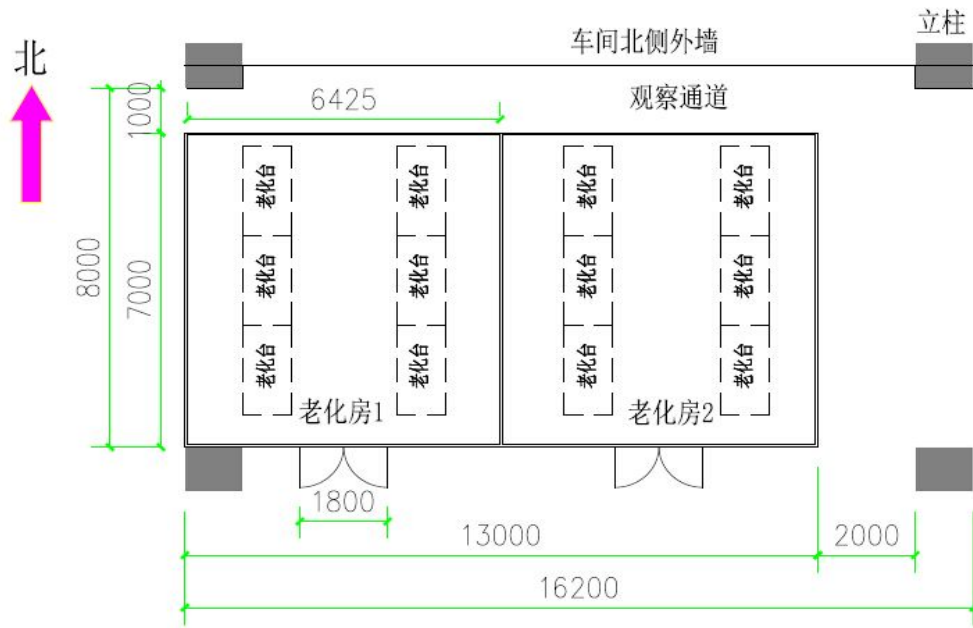 立柱
车间北侧外墙
北
观察通道
6425
1000
8000
7000
老化台
老化台
老化台
老化台
老化台
老化台
老化台
老化台
老化台
老化台
老化台
老化台
老化房1
老化房2
1800
13000
2000
16200